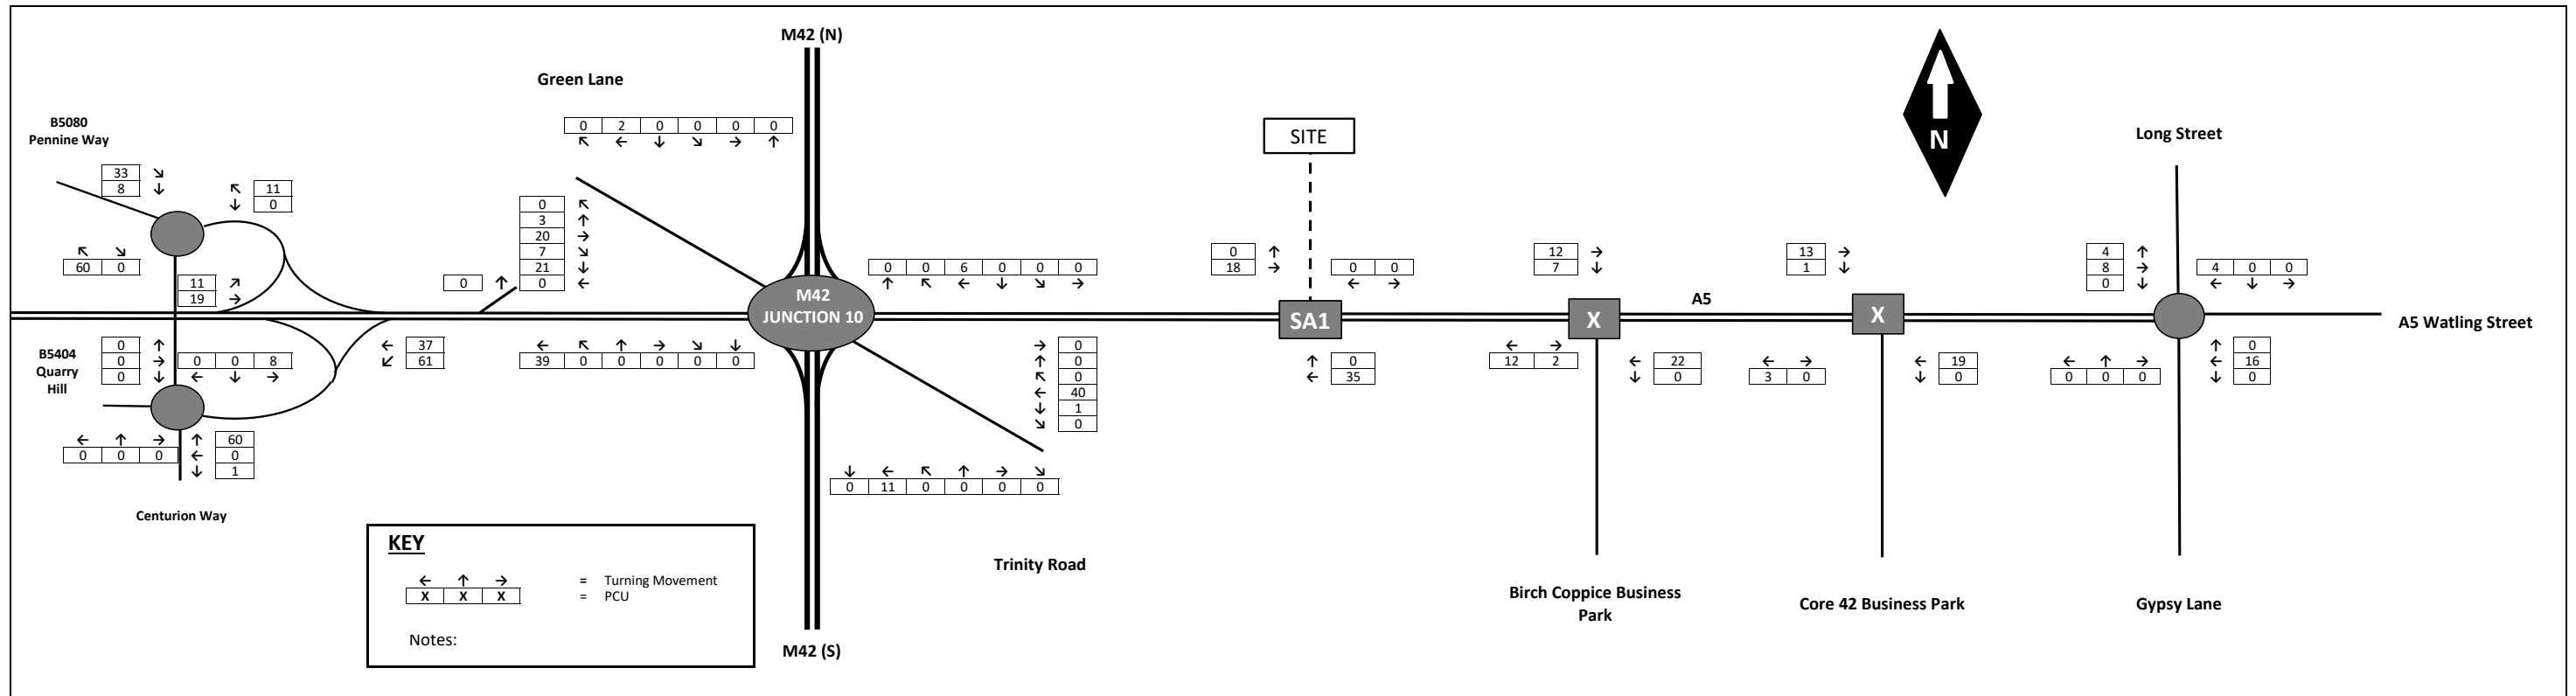 M42 (N)
Green Lane
B5080
Pennine Way
0 2 0 0 0 0
↖ ← ↓ ↘ → ↑
SITE
N
Long Street
33 ↘
8 ↓
↖ 11
↓ 0
↖ ↘
60 0
11 ↗
19 →
0 ↑
0 ↖
3 ↑
20 →
7 ↘
21 ↓
0 ←
M42
JUNCTION 10
0 0 6 0 0 0
↑ ↖ ← ↓ ↘ →
0 ↑
18 →
0 0
← →
12 →
7 ↓
13 →
1 ↓
4 ↑
8 →
0 ↓
4 0 0
← ↓ →
SA1
X
A5
X
A5 Watling Street
B5404
Quarry
Hill
0 ↑
0 →
0 ↓
0 0 8
← ↓ →
← 37
↙ 61
← ↖ ↑ → ↘ ↓
39 0 0 0 0 0
→ 0
↑ 0
↖ 0
← 40
↓ 1
↘ 0
↑ 0
← 35
← →
12 2
← 22
↓ 0
← →
3 0
← 19
↓ 0
← ↑ →
0 0 0
↑ 0
← 16
↓ 0
← ↑ →
0 0 0
↑ 60
← 0
↓ 1
↓ ← ↖ ↑ → ↘
0 11 0 0 0 0
Centurion Way
Trinity Road
Birch Coppice Business
Park
Core 42 Business Park
Gypsy Lane
KEY
← ↑ → = Turning Movement
X X X = PCU
Notes:
M42 (S)